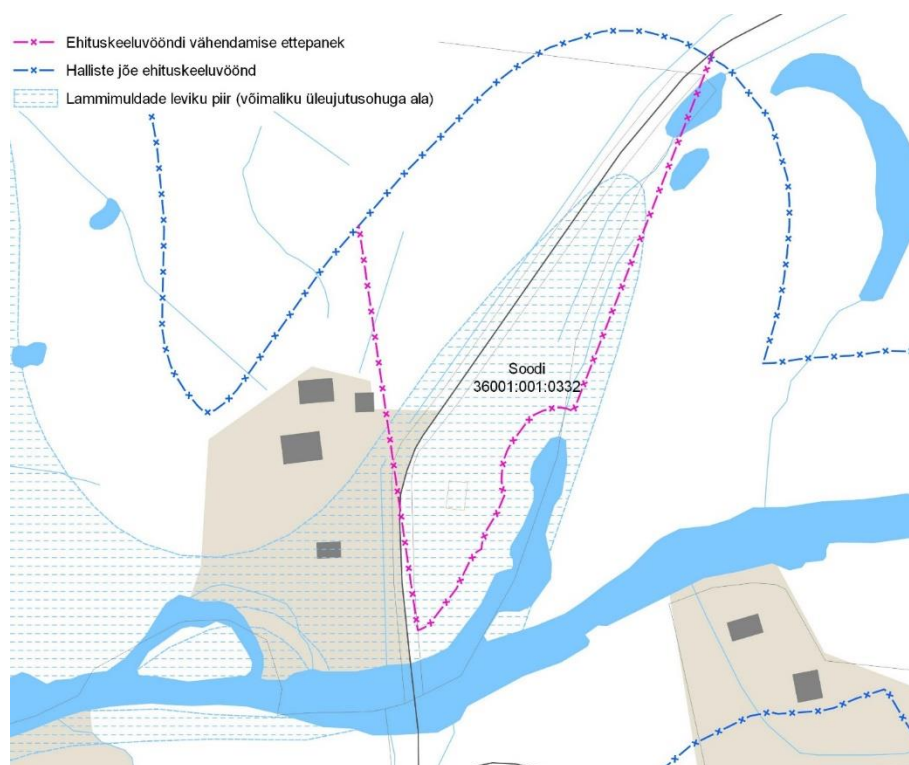 Ehituskeeluvööndi vähendamise ettepanek
Halliste jõe ehituskeeluvöönd
Lammimuldade leviku piir (võimaliku üleujutusohuga ala)
Soodi
36001:001:0332